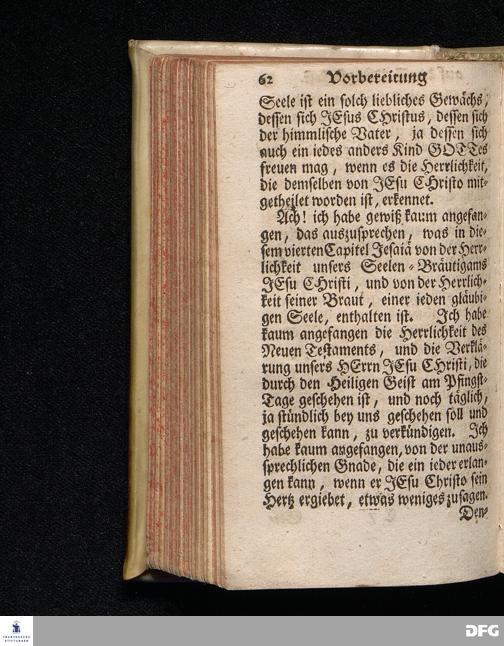 62 Vorbereitung
Seele ist ein solch liebliches Gewächs,
dessen sich JEsus CHristus, dessen sich
der himmlische Vater, ja dessen sich
auch ein iedes anders Kind GOTTes
freuen mag, wenn es die Herrlichkeit,
die demselben von JEsu CHristo mit-
getheilet worden ist, erkennet.
Ach! ich habe gewiß kaum angefan-
gen, das auszusprechen, was in die-
sem vierten Capitel Jesaiä von der Herr-
lichkeit unsers Seelen-Bräutigams
JEsu CHristi, und von der Herrlich-
keit seiner Braut, einer ieden gläubi-
gen Seele, enthalten ist. Ich habe
kaum angefangen die Herrlichkeit des
Neuen Testaments, und die Verklä-
rung unsers HErrn JEsu CHristi, die
durch den Heiligen Geist am Pfingst-
Tage geschehen ist, und noch täglich,
ja stündlich bey uns geschehen soll und
geschehen kann, zu verkündigen. Ich
habe kaum angefangen, von der unaus-
sprechlichen Gnade, die ein ieder erlan-
gen kann, wenn er JEsu Christo sein
Hertz ergiebet, etwas weniges zu sagen.
Den-
FRANCKESCHE
STIFTUNGEN
DFG